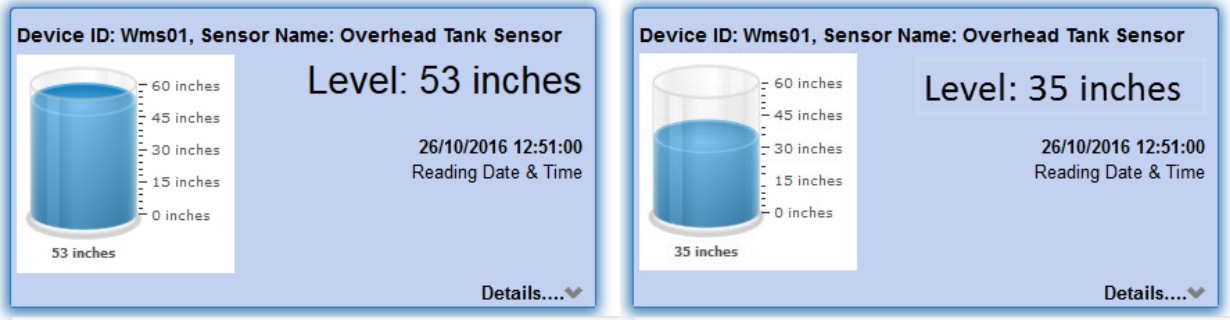 Device ID: Wms01, Sensor Name: Overhead Tank Sensor
Level: 53 inches
60 inches
45 inches
30 inches
15 inches
0 inches
53 inches
26/10/2016 12:51:00
Reading Date & Time
Details....
Device ID: Wms01, Sensor Name: Overhead Tank Sensor
Level: 35 inches
60 inches
45 inches
30 inches
15 inches
0 inches
35 inches
26/10/2016 12:51:00
Reading Date & Time
Details....